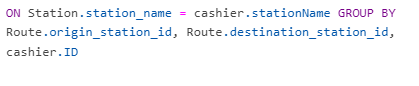 ON Station.station_name = cashier.stationName GROUP BY
Route.origin_station_id, Route.destination_station_id,
cashier.ID